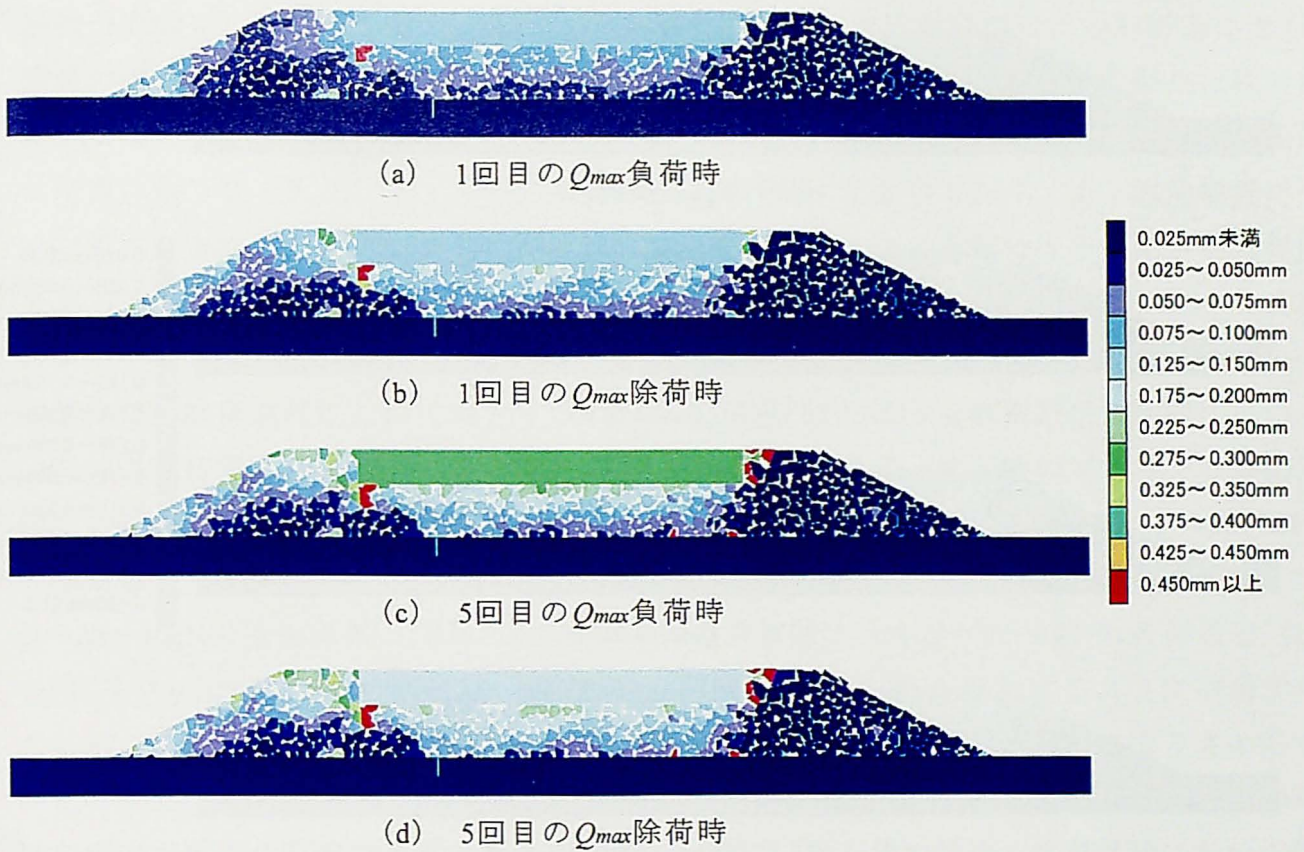 (a) 1回目のQmax負荷時
(b) 1回目のQmax除荷時
(c) 5回目のQmax負荷時
(d) 5回目のQmax除荷時
0.025mm未満
0.025～0.050mm
0.050～0.075mm
0.075～0.100mm
0.125～0.150mm
0.175～0.200mm
0.225～0.250mm
0.275～0.300mm
0.325～0.350mm
0.375～0.400mm
0.425～0.450mm
0.450mm以上